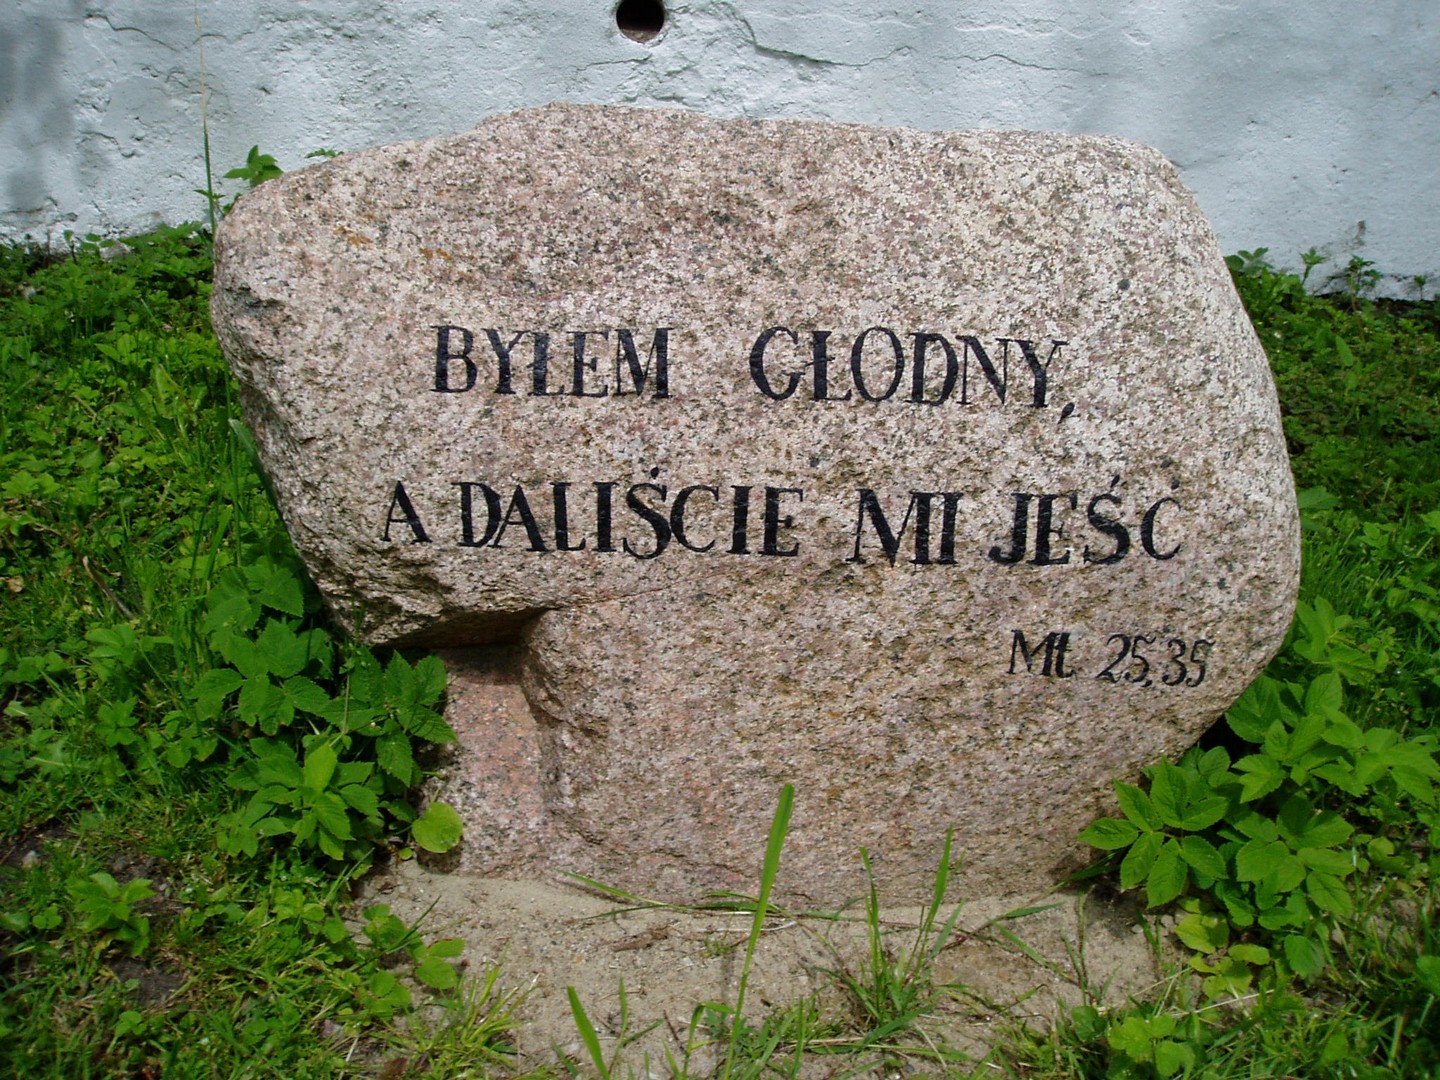 BYŁEM GŁODNY,
A DALIŚCIE MI JEŚĆ
Mt 25,35